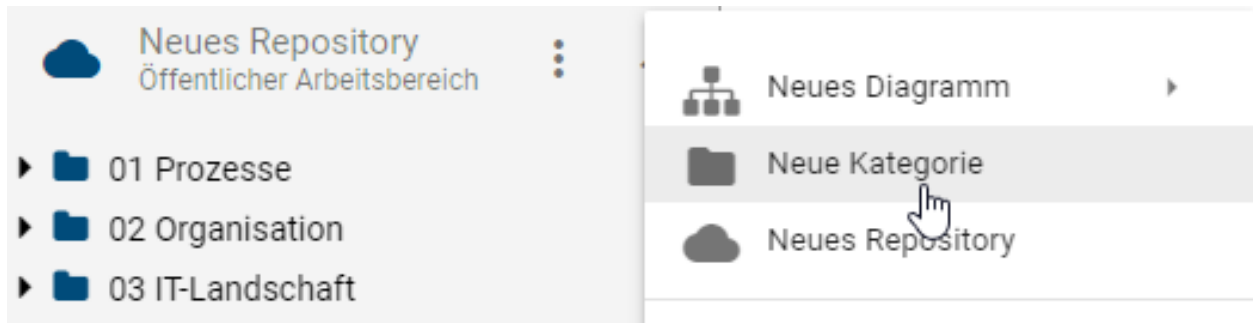 Neues Repository
Öffentlicher Arbeitsbereich
01 Prozesse
02 Organisation
03 IT-Landschaft
Neues Diagramm
Neue Kategorie
Neues Repository